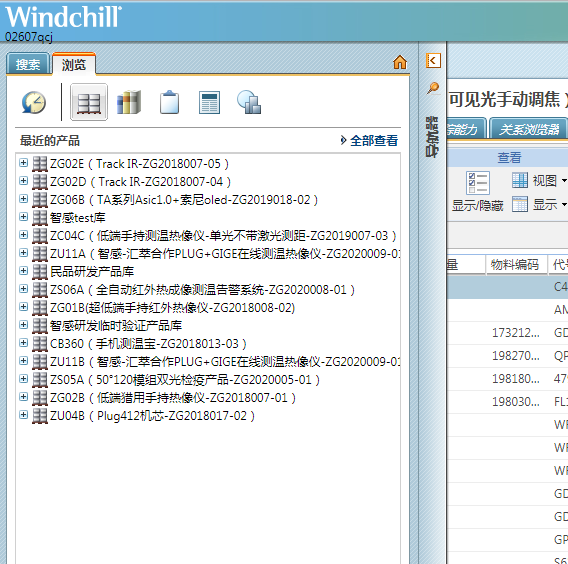 Windchill
02607qcj
搜索
浏览
最近的产品
全部查看
ZG02E（Track IR-ZG2018007-05）
ZG02D（Track IR-ZG2018007-04）
ZG06B（TA系列Asic1.0+索尼oled-ZG2019018-02）
智感test库
ZC04C（低端手持测温热像仪-单光不带激光测距-ZG2019007-03）
ZU11A（智感-汇萃合作PLUG+GIGE在线测温热像仪-ZG2020009-01
民品研发产品库
ZS06A（全自动红外热成像测温告警系统-ZG2020008-01）
ZG01B(超低端手持红外热像仪-ZG2018008-02)
智感研发临时验证产品库
CB360（手机测温宝-ZG2018013-03）
ZU11B（智感-汇萃合作PLUG+GIGE在线测温热像仪-ZG2020009-01
ZS05A（50°120模组双光检疫产品-ZG2020005-01）
ZG02B（低端猎用手持热像仪-ZG2018007-01）
ZU04B（Plug412机芯-ZG2018017-02）
导航器
可见光手动调焦）
能力
关系浏览器
查看
显示/隐藏
视图
显示
量
物料编码
代号
C4
AM
173212... GD
198270... QF
198180... 47
198030... FL
WF
WF
WF
GD
GD
GP
S6